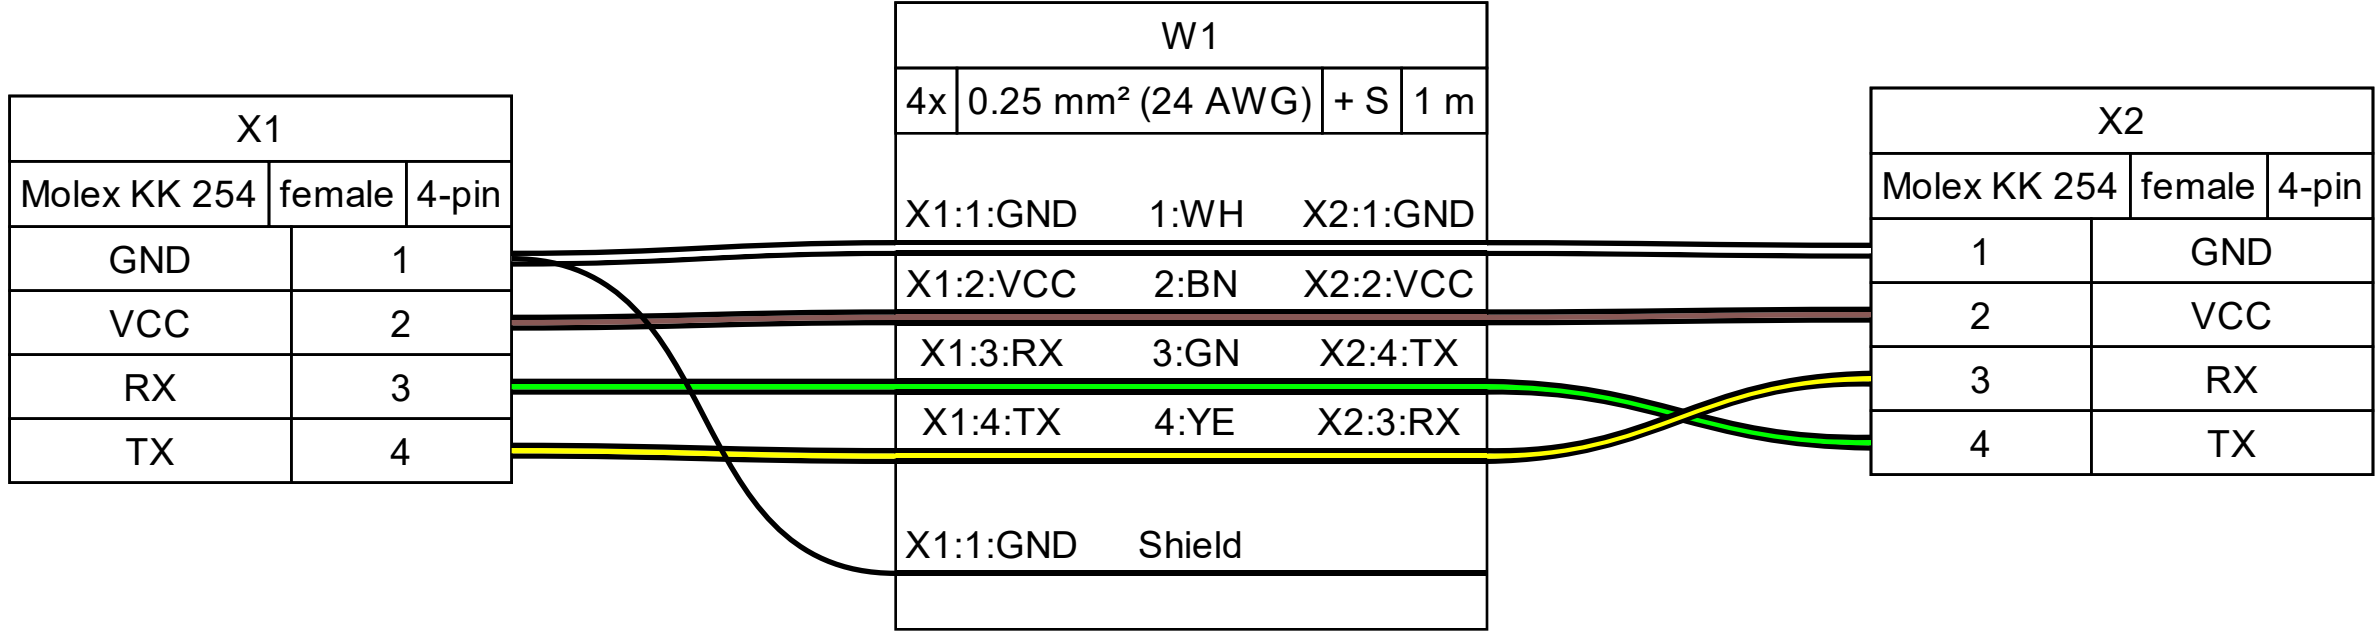 X1
Molex KK 254 female 4-pin
GND 1
VCC 2
RX 3
TX 4
W1
4x 0.25 mm² (24 AWG) + S 1 m
X1:1:GND 1:WH X2:1:GND
X1:2:VCC 2:BN X2:2:VCC
X1:3:RX 3:GN X2:4:TX
X1:4:TX 4:YE X2:3:RX
X1:1:GND Shield
X2
Molex KK 254 female 4-pin
1 GND
2 VCC
3 RX
4 TX